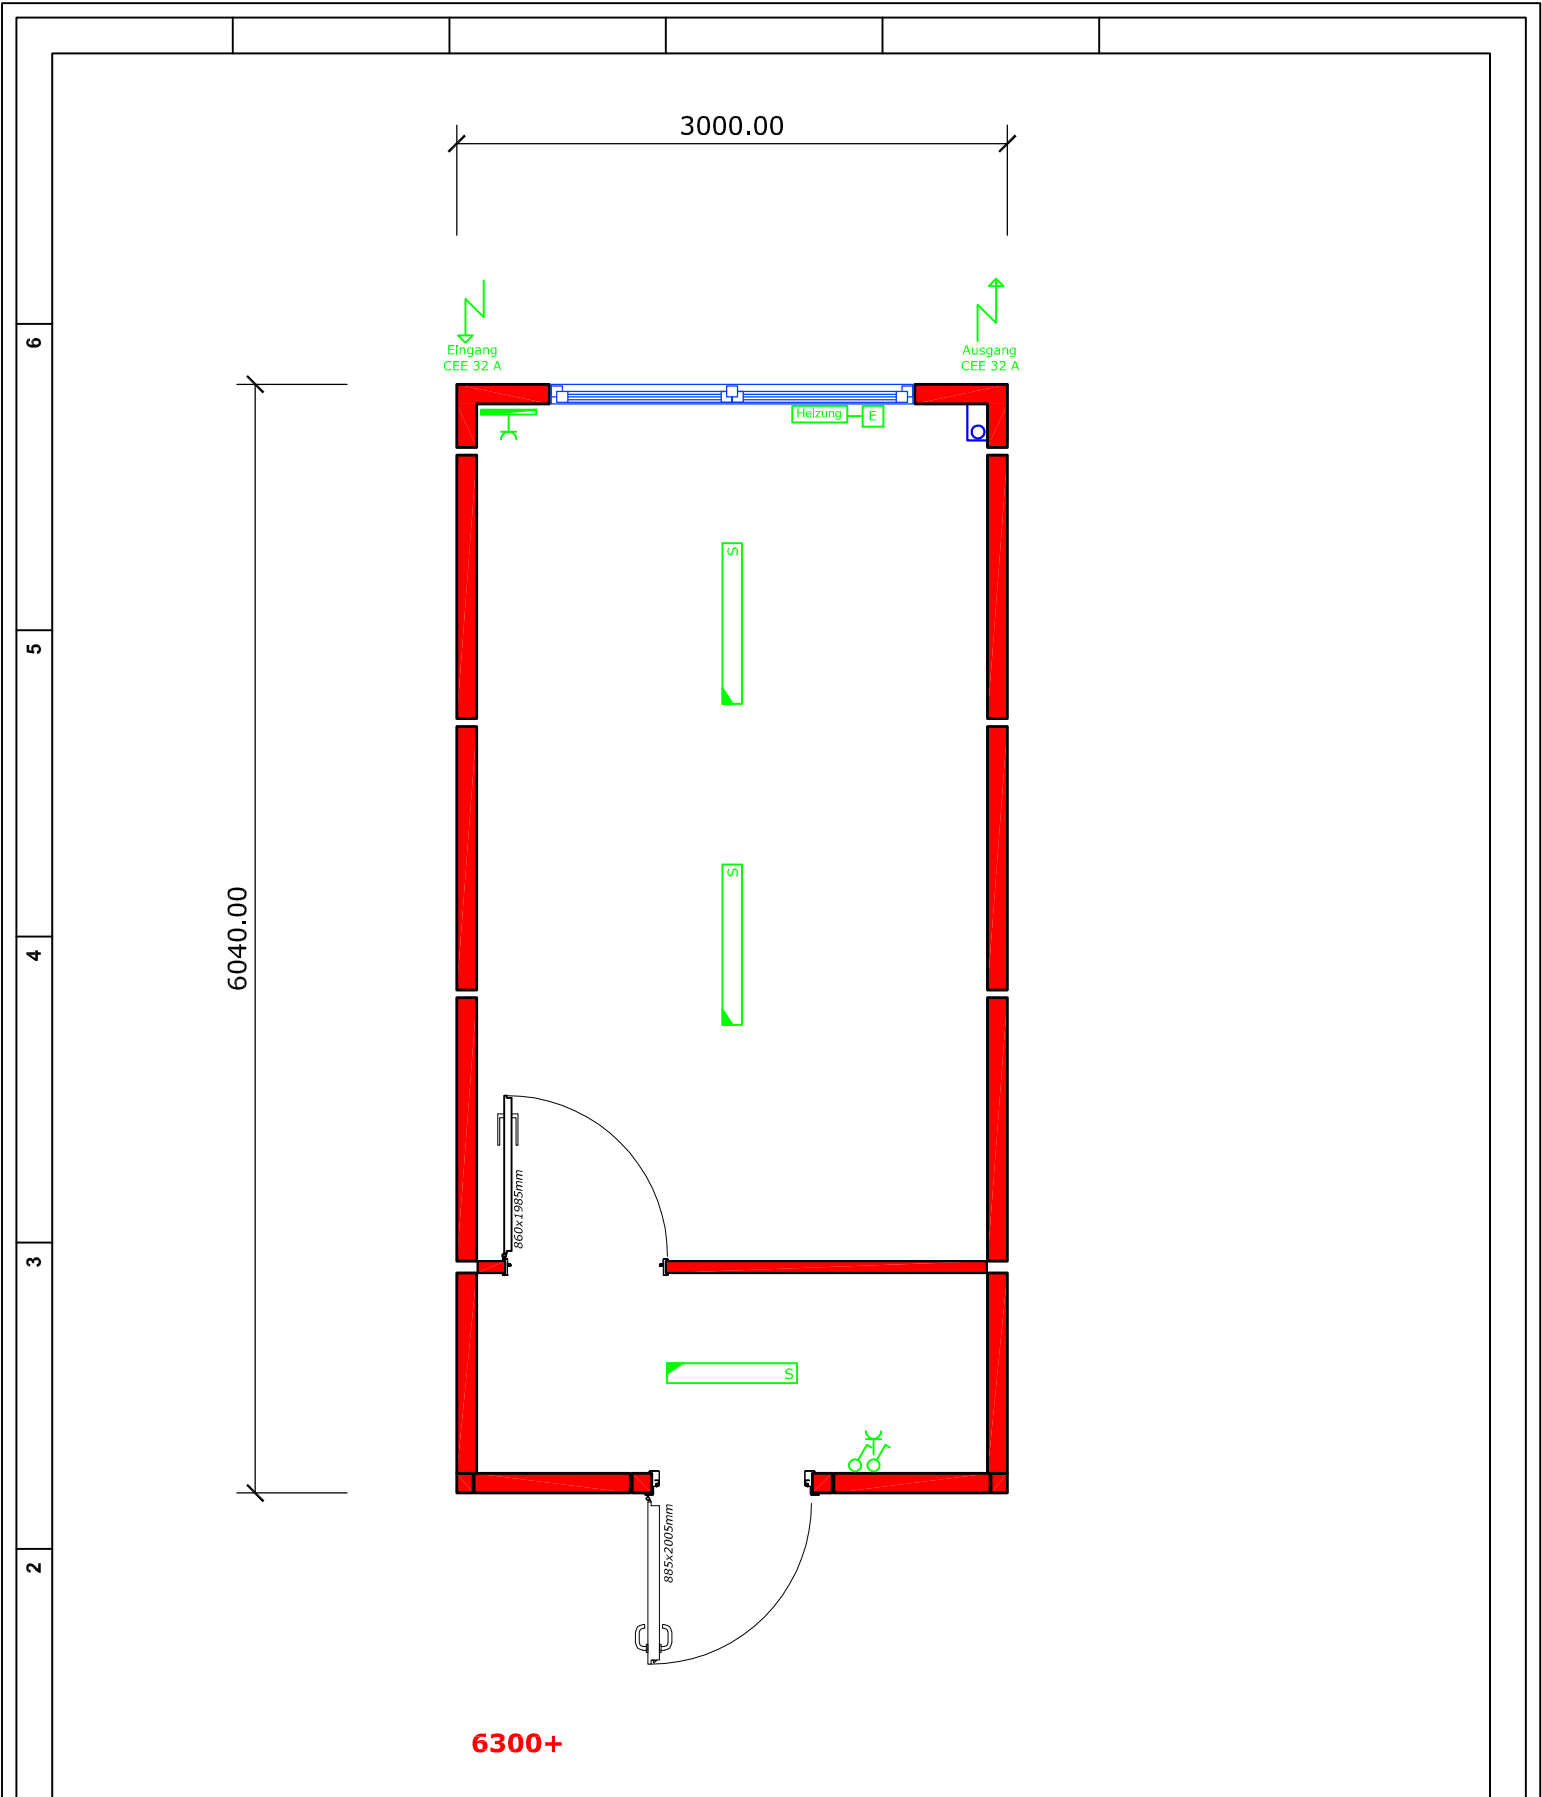 3000.00
Eingang
CEE 32 A
Ausgang
CEE 32 A
6
Heizung
E
S
5
S
6040.00
4
860x1985mm
3
S
885x2005mm
2
6300+